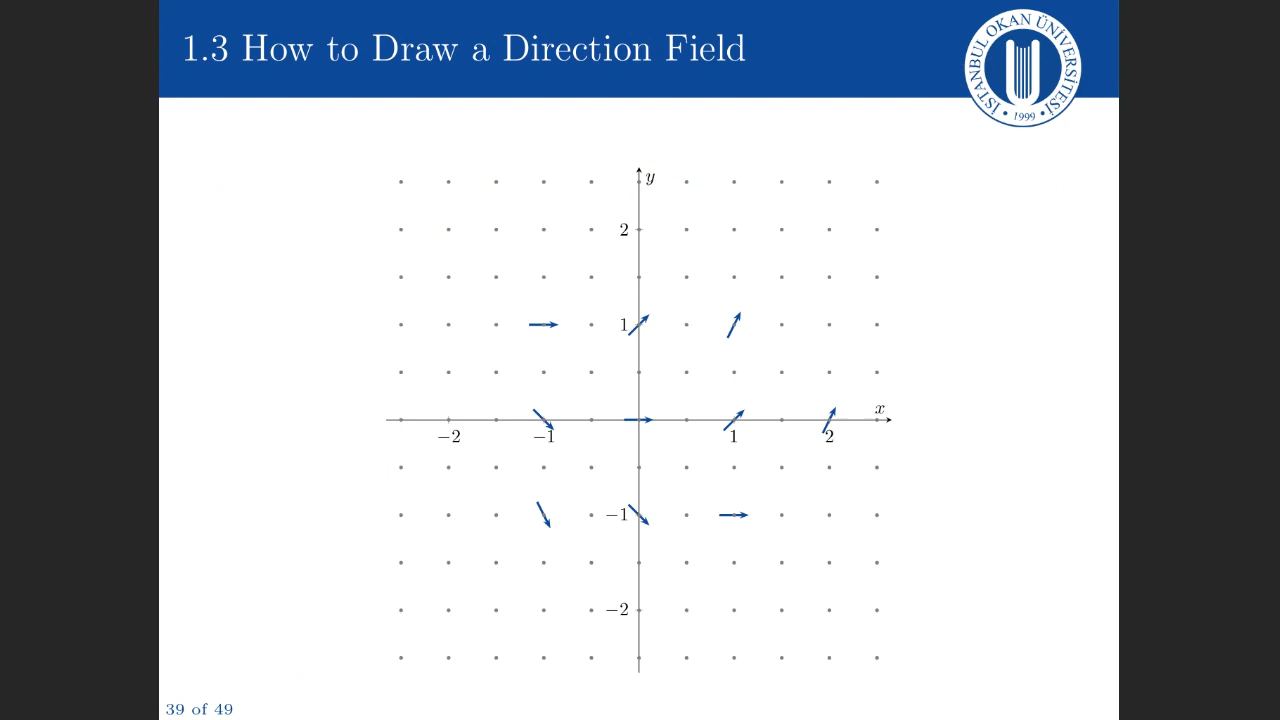 1.3 How to Draw a Direction Field
İSTANBUL OKAN ÜNİVERSİTESİ
• 1999 •
y
2
1
x
−2 −1 1 2
−1
−2
39 of 49